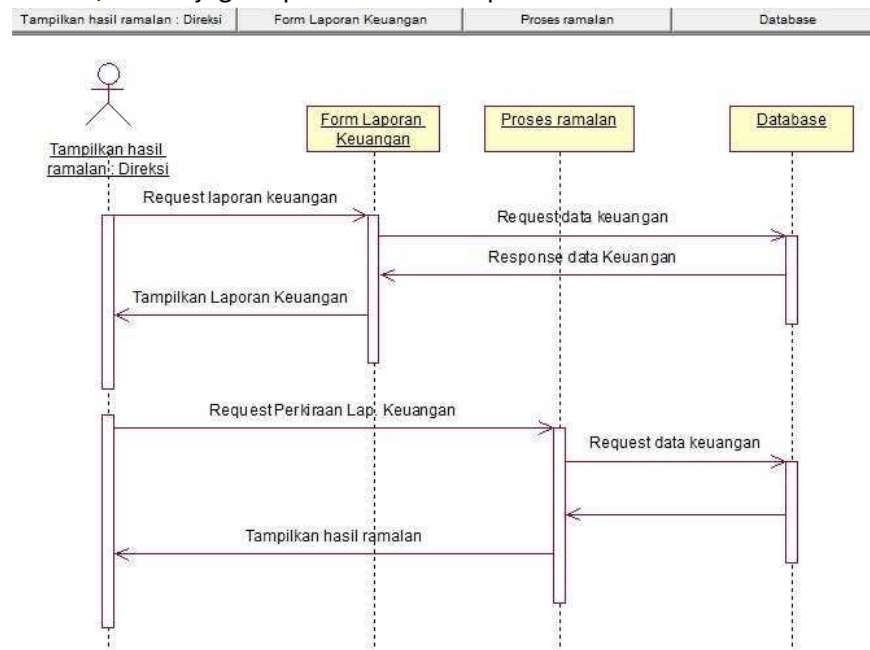 Tampilkan hasil ramalan : Direksi
Form Laporan Keuangan
Proses ramalan
Database
Tampilkan hasil
ramalan : Direksi
Form Laporan
Keuangan
Proses ramalan
Database
Request laporan keuangan
Request data keuangan
Response data Keuangan
Tampilkan Laporan Keuangan
Request Perkiraan Lap. Keuangan
Request data keuangan
Tampilkan hasil ramalan